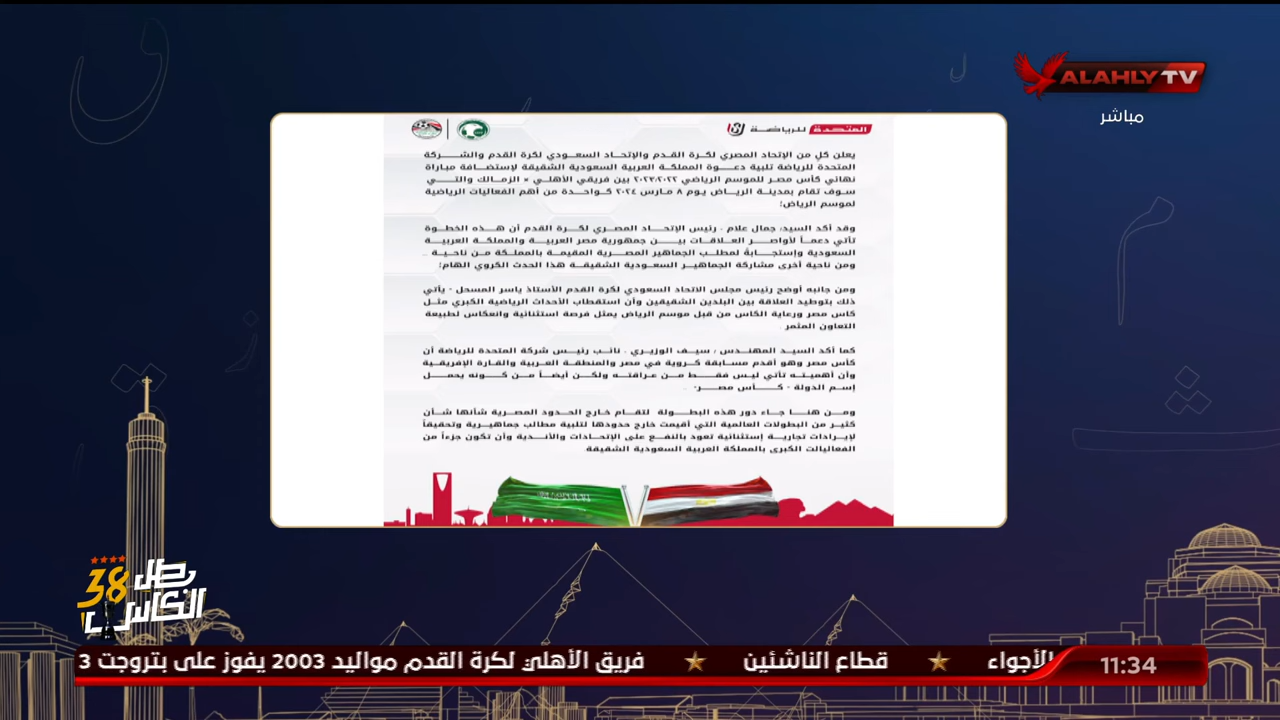 ALAHLY TV
مباشر
المتحدة للرياضة
يعلن كل من الإتحاد المصري لكرة القدم والإتحاد السعودي لكرة القدم والشركة
المتحدة للرياضة تلبية دعوة المملكة العربية السعودية الشقيقة لإستضافة مباراة
نهائي كأس مصر للموسم الرياضي ٢٠٢٣/٢٠٢٢ بين فريقي الأهلي × الزمالك والتي
سوف تقام بمدينة الرياض يوم ٨ مارس ٢٠٢٤ كواحدة من أهم الفعاليات الرياضية
لموسم الرياض؛
وقد أكد السيد: جمال علام - رئيس الإتحاد المصري لكرة القدم أن هذه الخطوة
تأتي دعماً لأواصر العلاقات بين جمهورية مصر العربية والمملكة العربية
السعودية وإستجابةً لمطلب الجماهير المصرية المقيمة بالمملكة من ناحية ..
ومن ناحية أخرى مشاركة الجماهير السعودية الشقيقة هذا الحدث الكروي الهام؛
ومن جانبه أوضح رئيس مجلس الاتحاد السعودي لكرة القدم الأستاذ ياسر المسحل - يأتي
ذلك بتوطيد العلاقة بين البلدين الشقيقين وأن استقطاب الأحداث الرياضية الكبري مثل
كاس مصر ورعاية الكاس من قبل موسم الرياض يمثل فرصة استثنائية وانعكاس لطبيعة
التعاون المثمر .
كما أكد السيد المهندس : سيف الوزيري . نائب رئيس شركة المتحدة للرياضة أن
كأس مصر وهو أقدم مسابقة كروية في مصر والمنطقة العربية والقارة الإفريقية
وأن أهميته تأتي ليس فقط من عراقته ولكن أيضاً من كونه يحمل
إسم الدولة - كأس مصر- .
ومن هنا جاء دور هذه البطولة لتقام خارج الحدود المصرية شأنها شأن
كثير من البطولات العالمية التي أقيمت خارج حدودها لتلبية مطالب جماهيرية وتحقيقاً
لإيرادات تجارية إستثنائية تعود بالنفع على الإتحادات والأندية وأن تكون جزءاً من
الفعاليالت الكبرى بالمملكة العربية السعودية الشقيقة
بطل الكاس 38
الأجواء ★ قطاع الناشئين ★ فريق الأهلي لكرة القدم مواليد 2003 يفوز على بتروجت 3
11:34